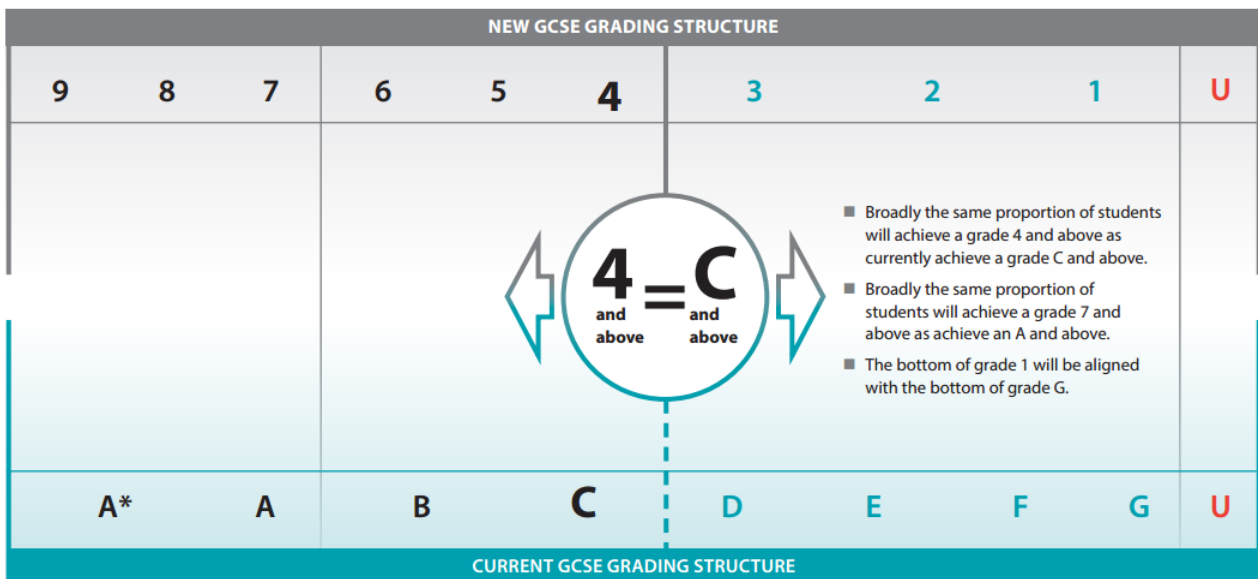 NEW GCSE GRADING STRUCTURE
9 8 7 6 5 4 3 2 1 U
4 = C
and above and above
■ Broadly the same proportion of students
will achieve a grade 4 and above as
currently achieve a grade C and above.
■ Broadly the same proportion of
students will achieve a grade 7 and
above as achieve an A and above.
■ The bottom of grade 1 will be aligned
with the bottom of grade G.
A* A B C D E F G U
CURRENT GCSE GRADING STRUCTURE